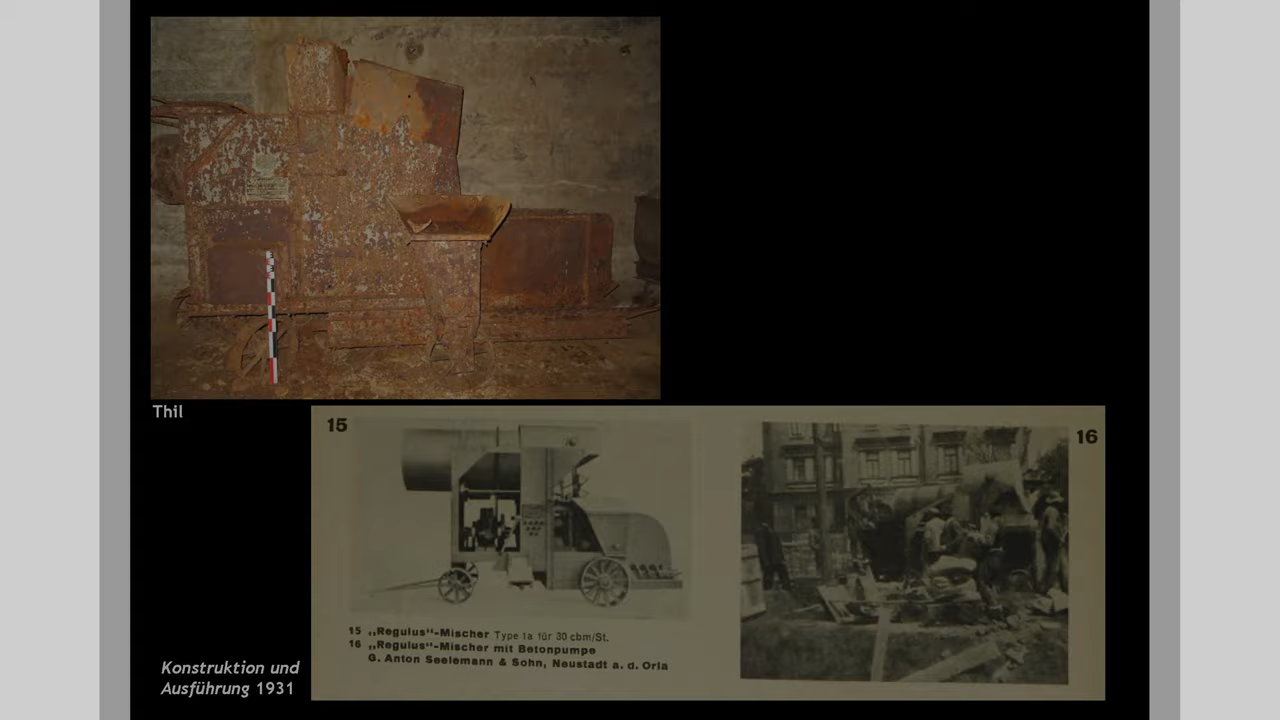 Thil
15
16
15 „Regulus“-Mischer Type 1a für 30 cbm/St.
16 „Regulus“-Mischer mit Betonpumpe
G. Anton Seelemann & Sohn, Neustadt a. d. Orla
Konstruktion und
Ausführung 1931